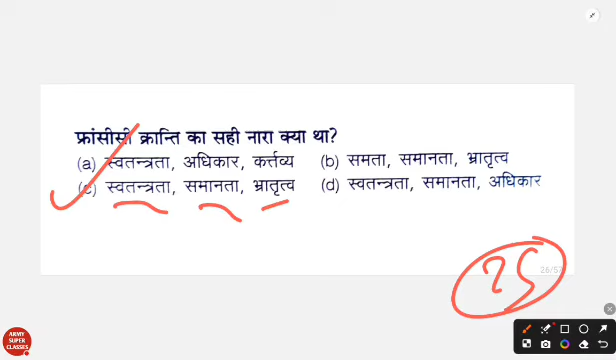 फ्रांसीसी क्रान्ति का सही नारा क्या था?
(a) स्वतन्त्रता, अधिकार, कर्त्तव्य (b) समता, समानता, भ्रातृत्व
(c) स्वतन्त्रता, समानता, भ्रातृत्व (d) स्वतन्त्रता, समानता, अधिकार
25
26/57
ARMY
SUPER
CLASSES